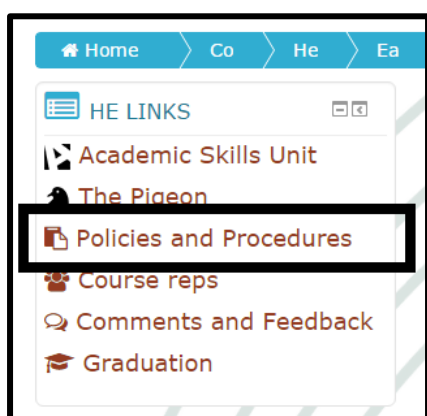 Home Co He Ea
HE LINKS
Academic Skills Unit
The Pigeon
Policies and Procedures
Course reps
Comments and Feedback
Graduation